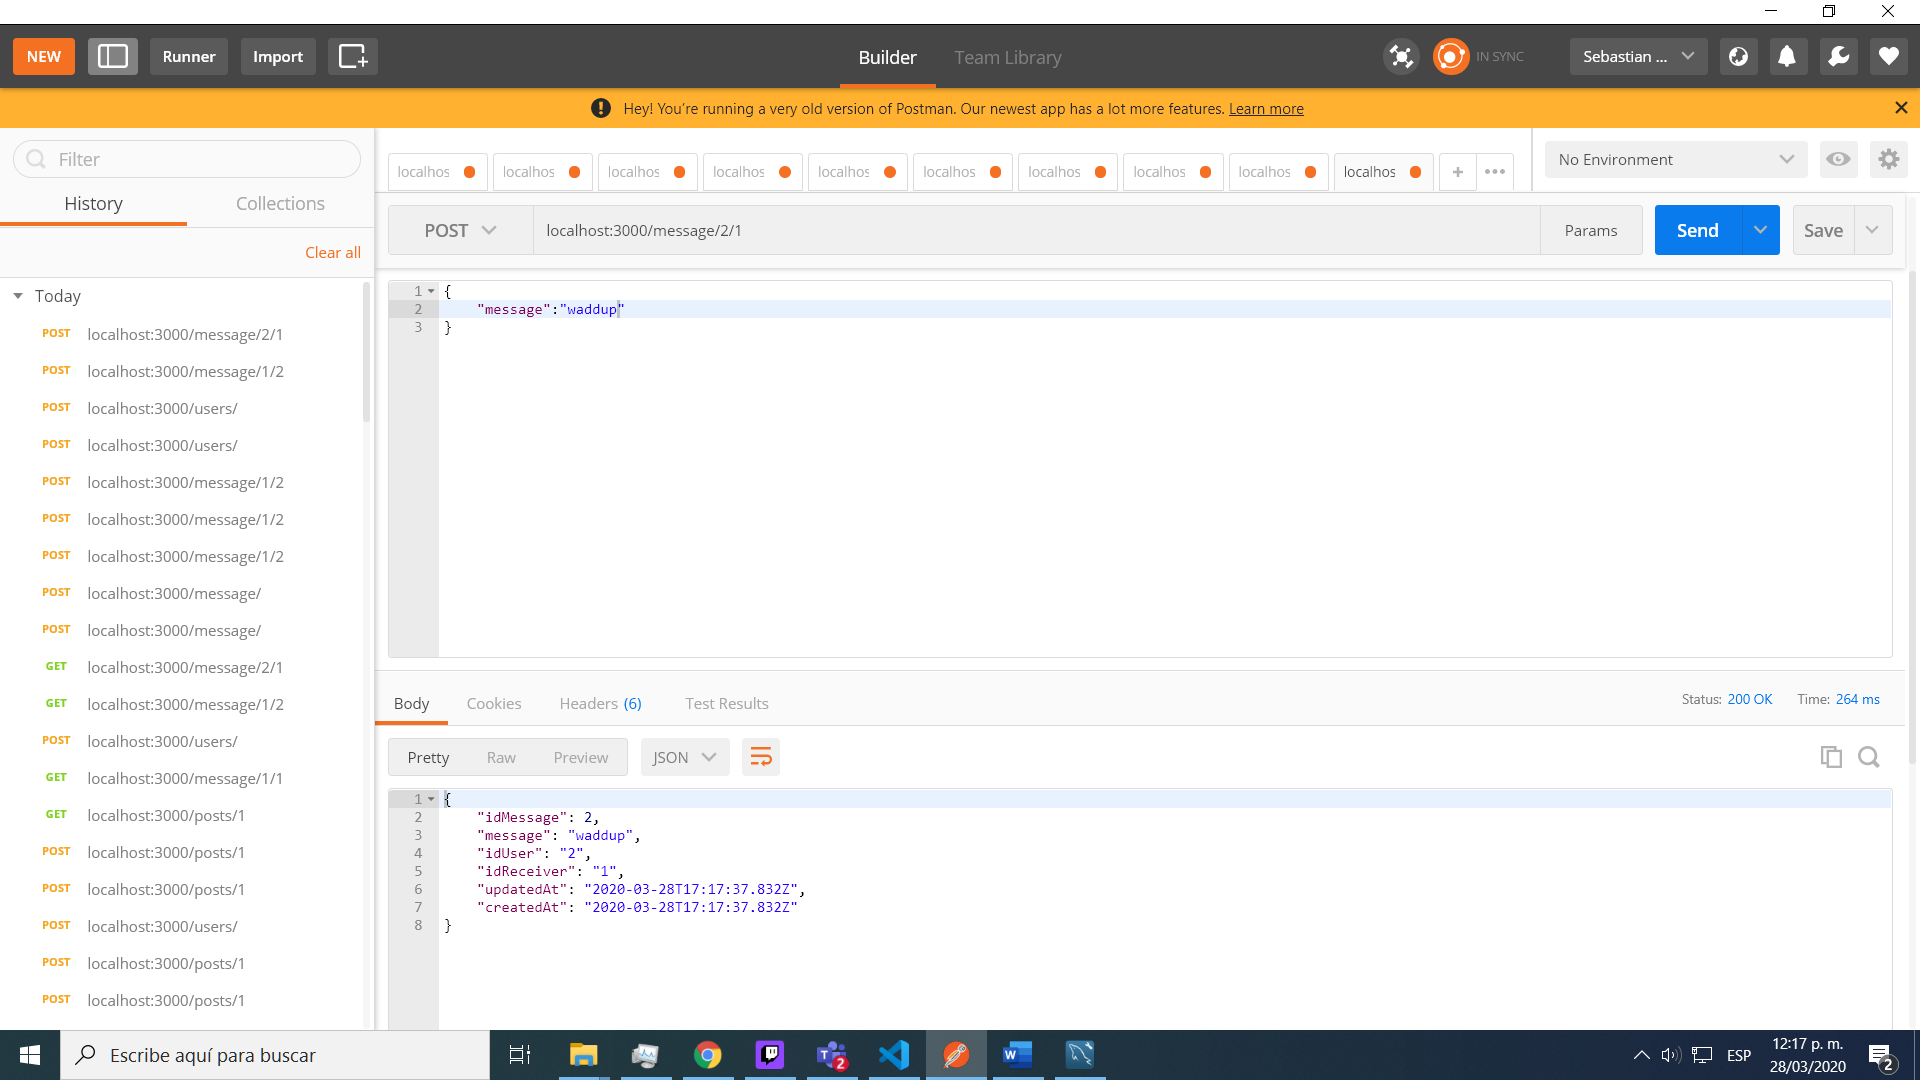 NEW
Runner
Import
Builder
Team Library
IN SYNC
Sebastian ...
Hey! You're running a very old version of Postman. Our newest app has a lot more features. Learn more
Filter
History
Collections
Clear all
Today
POST localhost:3000/message/2/1
POST localhost:3000/message/1/2
POST localhost:3000/users/
POST localhost:3000/users/
POST localhost:3000/message/1/2
POST localhost:3000/message/1/2
POST localhost:3000/message/1/2
POST localhost:3000/message/
POST localhost:3000/message/
GET localhost:3000/message/2/1
GET localhost:3000/message/1/2
POST localhost:3000/users/
GET localhost:3000/message/1/1
GET localhost:3000/posts/1
POST localhost:3000/posts/1
POST localhost:3000/posts/1
POST localhost:3000/users/
POST localhost:3000/posts/1
POST localhost:3000/posts/1
localhos localhos localhos localhos localhos localhos localhos localhos localhos localhos
No Environment
POST localhost:3000/message/2/1 Params Send Save
1 {
2 "message":"waddup"
3 }
Body Cookies Headers (6) Test Results
Status: 200 OK Time: 264 ms
Pretty Raw Preview JSON
1 {
2 "idMessage": 2,
3 "message": "waddup",
4 "idUser": "2",
5 "idReceiver": "1",
6 "updatedAt": "2020-03-28T17:17:37.832Z",
7 "createdAt": "2020-03-28T17:17:37.832Z"
8 }
Escribe aquí para buscar
2
ESP
12:17 p. m.
28/03/2020
2